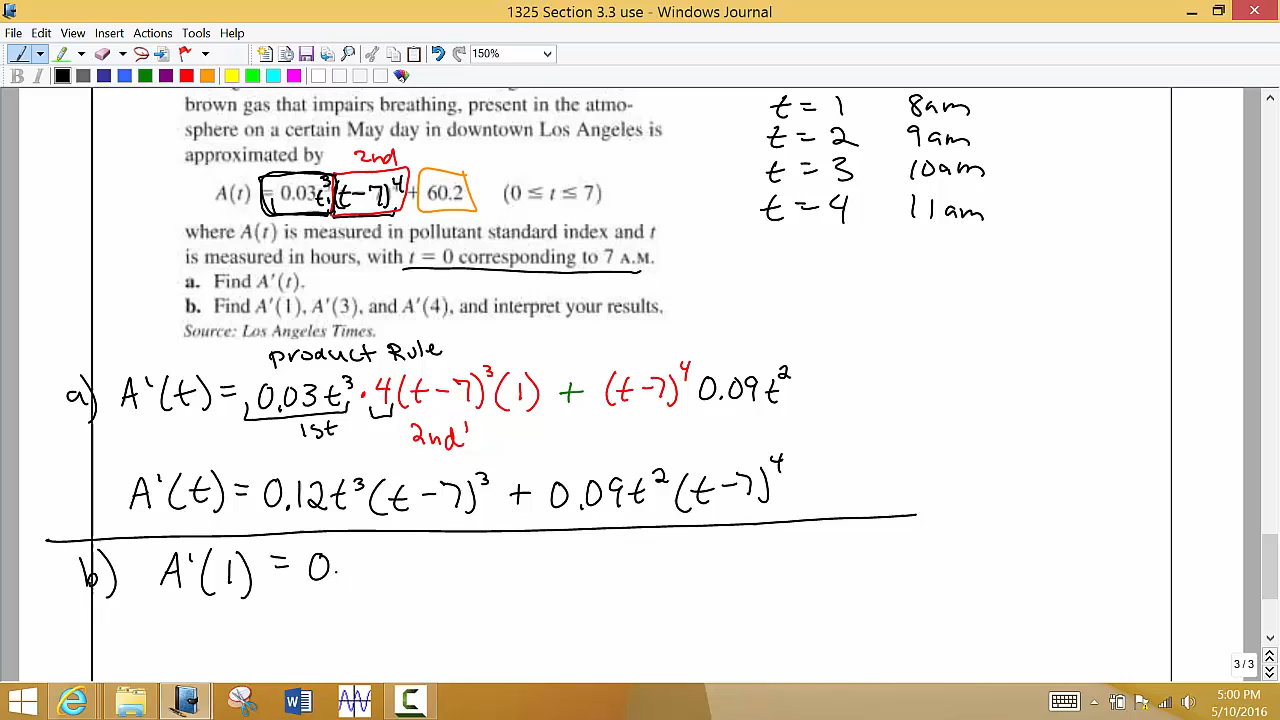 1325 Section 3.3 use - Windows Journal
File Edit View Insert Actions Tools Help
150%
B I
brown gas that impairs breathing, present in the atmo-
sphere on a certain May day in downtown Los Angeles is
approximated by
2nd
A(t) = 0.03t³(t-7)⁴ + 60.2 (0 ≤ t ≤ 7)
where A(t) is measured in pollutant standard index and t
is measured in hours, with t = 0 corresponding to 7 A.M.
a. Find A'(t).
b. Find A'(1), A'(3), and A'(4), and interpret your results.
Source: Los Angeles Times.
t = 1 8am
t = 2 9am
t = 3 10am
t = 4 11am
product Rule
a) A'(t) = 0.03t³ · 4(t-7)³(1) + (t-7)⁴ 0.09t²
1st 2nd'
A'(t) = 0.12t³(t-7)³ + 0.09t²(t-7)⁴
b) A'(1) = 0.
3 / 3
5:00 PM
5/10/2016